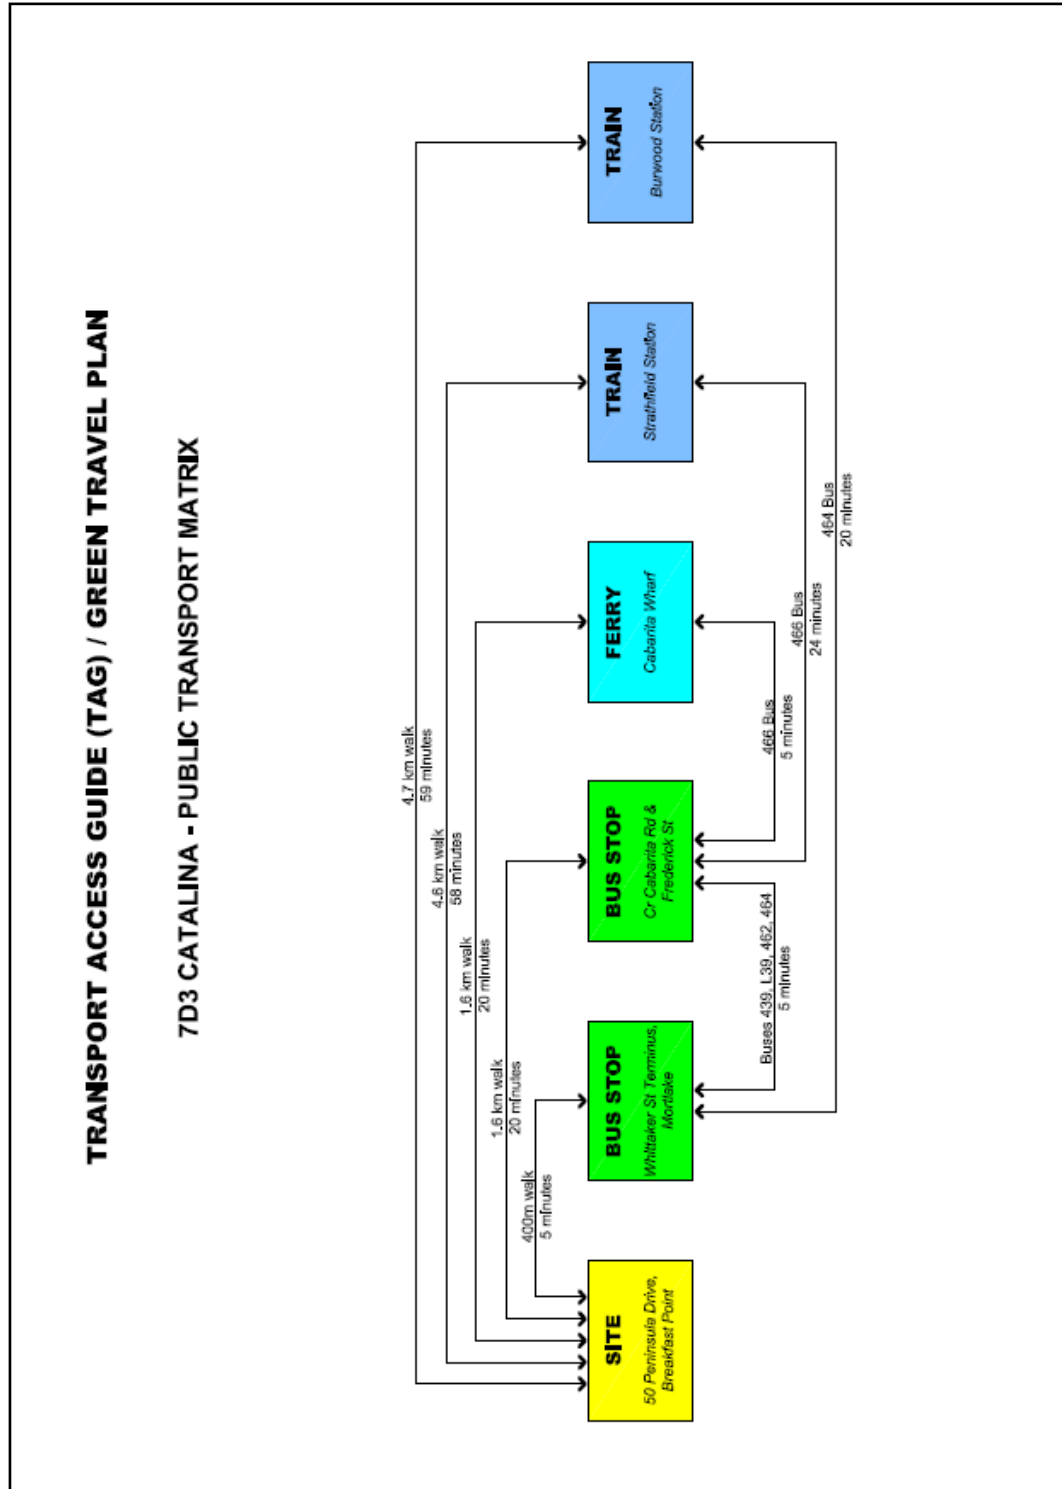 TRANSPORT ACCESS GUIDE (TAG) / GREEN TRAVEL PLAN
7D3 CATALINA - PUBLIC TRANSPORT MATRIX
4.7 km walk
59 minutes
4.6 km walk
58 minutes
1.6 km walk
20 minutes
1.6 km walk
20 minutes
400m walk
5 minutes
SITE
50 Peninsula Drive,
Breakfast Point
BUS STOP
Whittaker St Terminus,
Mortlake
BUS STOP
Cr Cabarita Rd &
Frederick St
FERRY
Cabarita Wharf
TRAIN
Strathfield Station
TRAIN
Burwood Station
Buses 439, L39, 462, 464
5 minutes
466 Bus
5 minutes
466 Bus
24 minutes
464 Bus
20 minutes